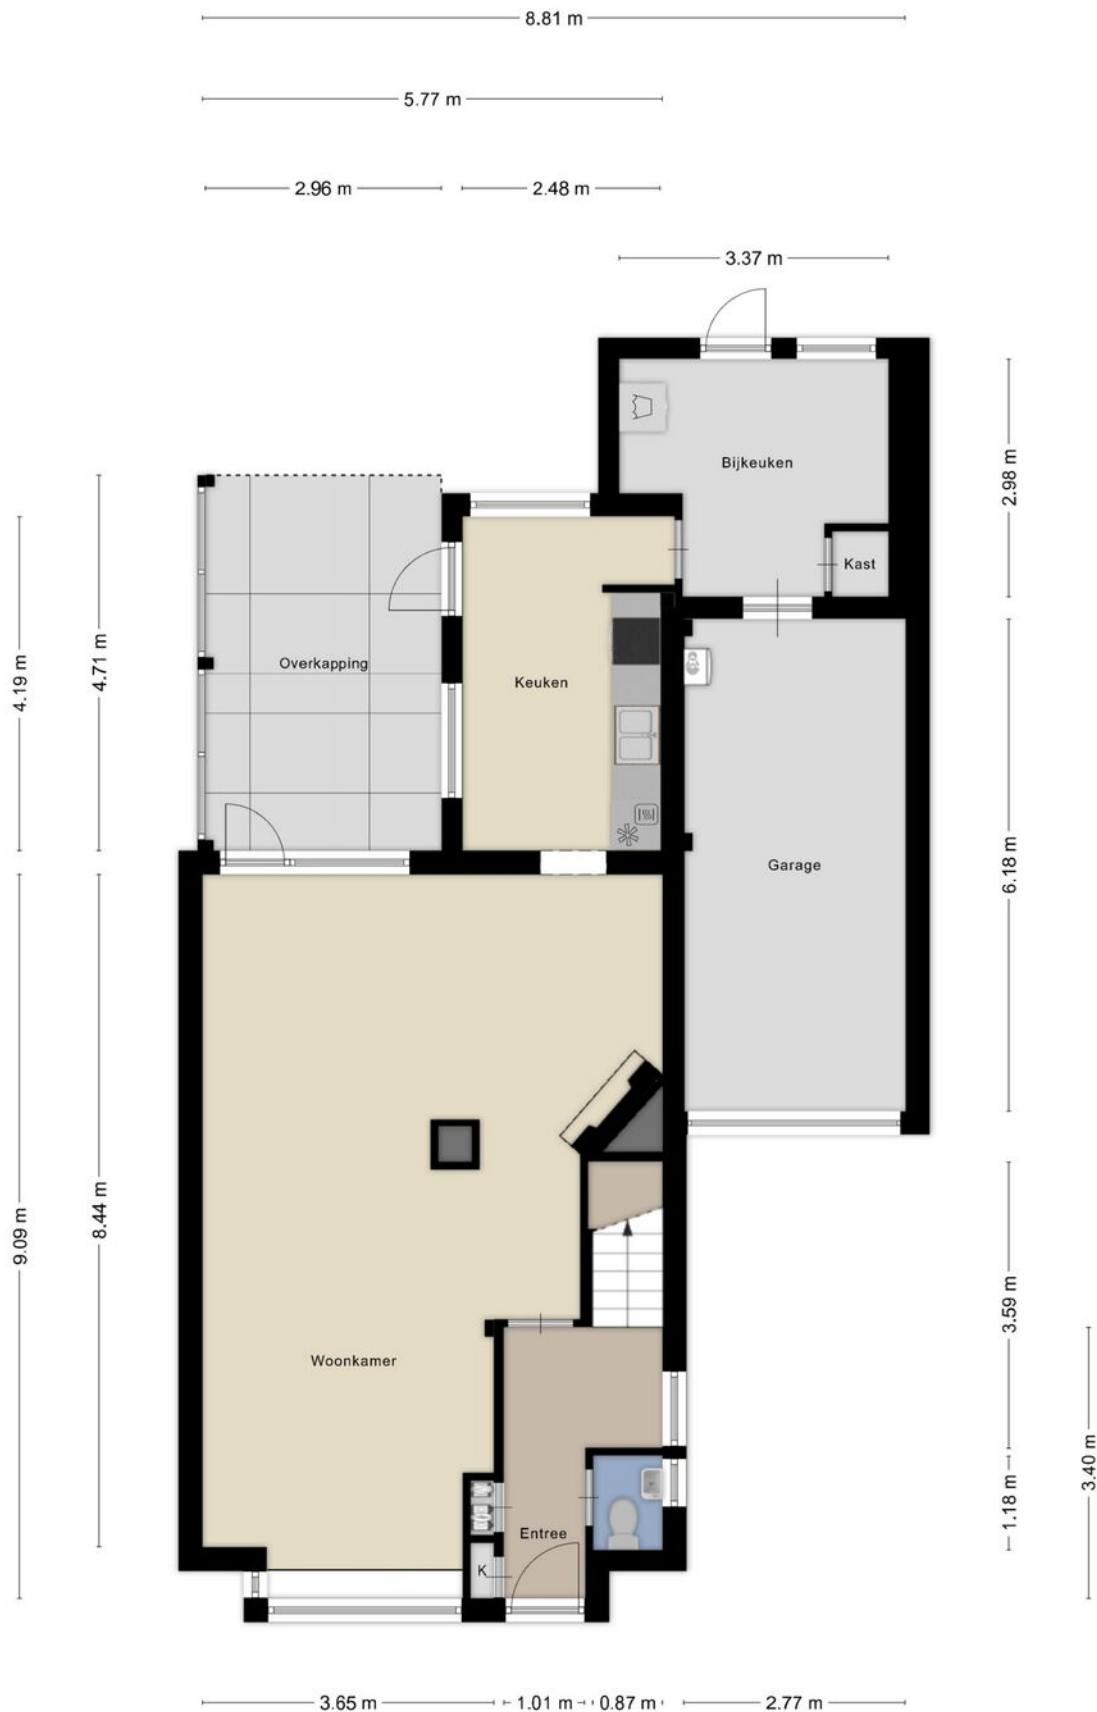 8.81 m
5.77 m
2.96 m
2.48 m
3.37 m
Bijkeuken
2.98 m
Kast
4.19 m
4.71 m
Overkapping
Keuken
Garage
6.18 m
9.09 m
8.44 m
Woonkamer
3.59 m
3.40 m
1.18 m
Entree
K
3.65 m
1.01 m
0.87 m
2.77 m